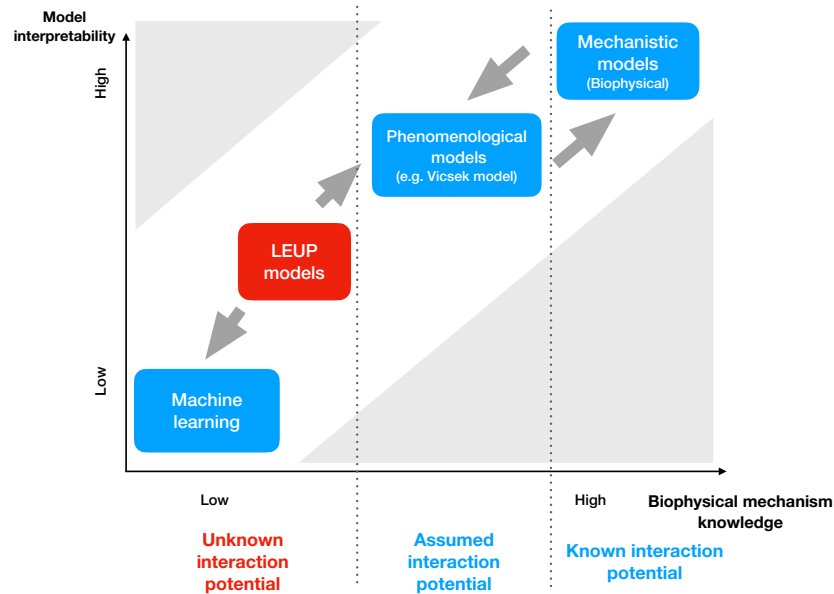 Model
interpretability
High
Low
Mechanistic
models
(Biophysical)
Phenomenological
models
(e.g. Vicsek model)
LEUP
models
Machine
learning
Low
High
Biophysical mechanism
knowledge
Unknown
interaction
potential
Assumed
interaction
potential
Known interaction
potential